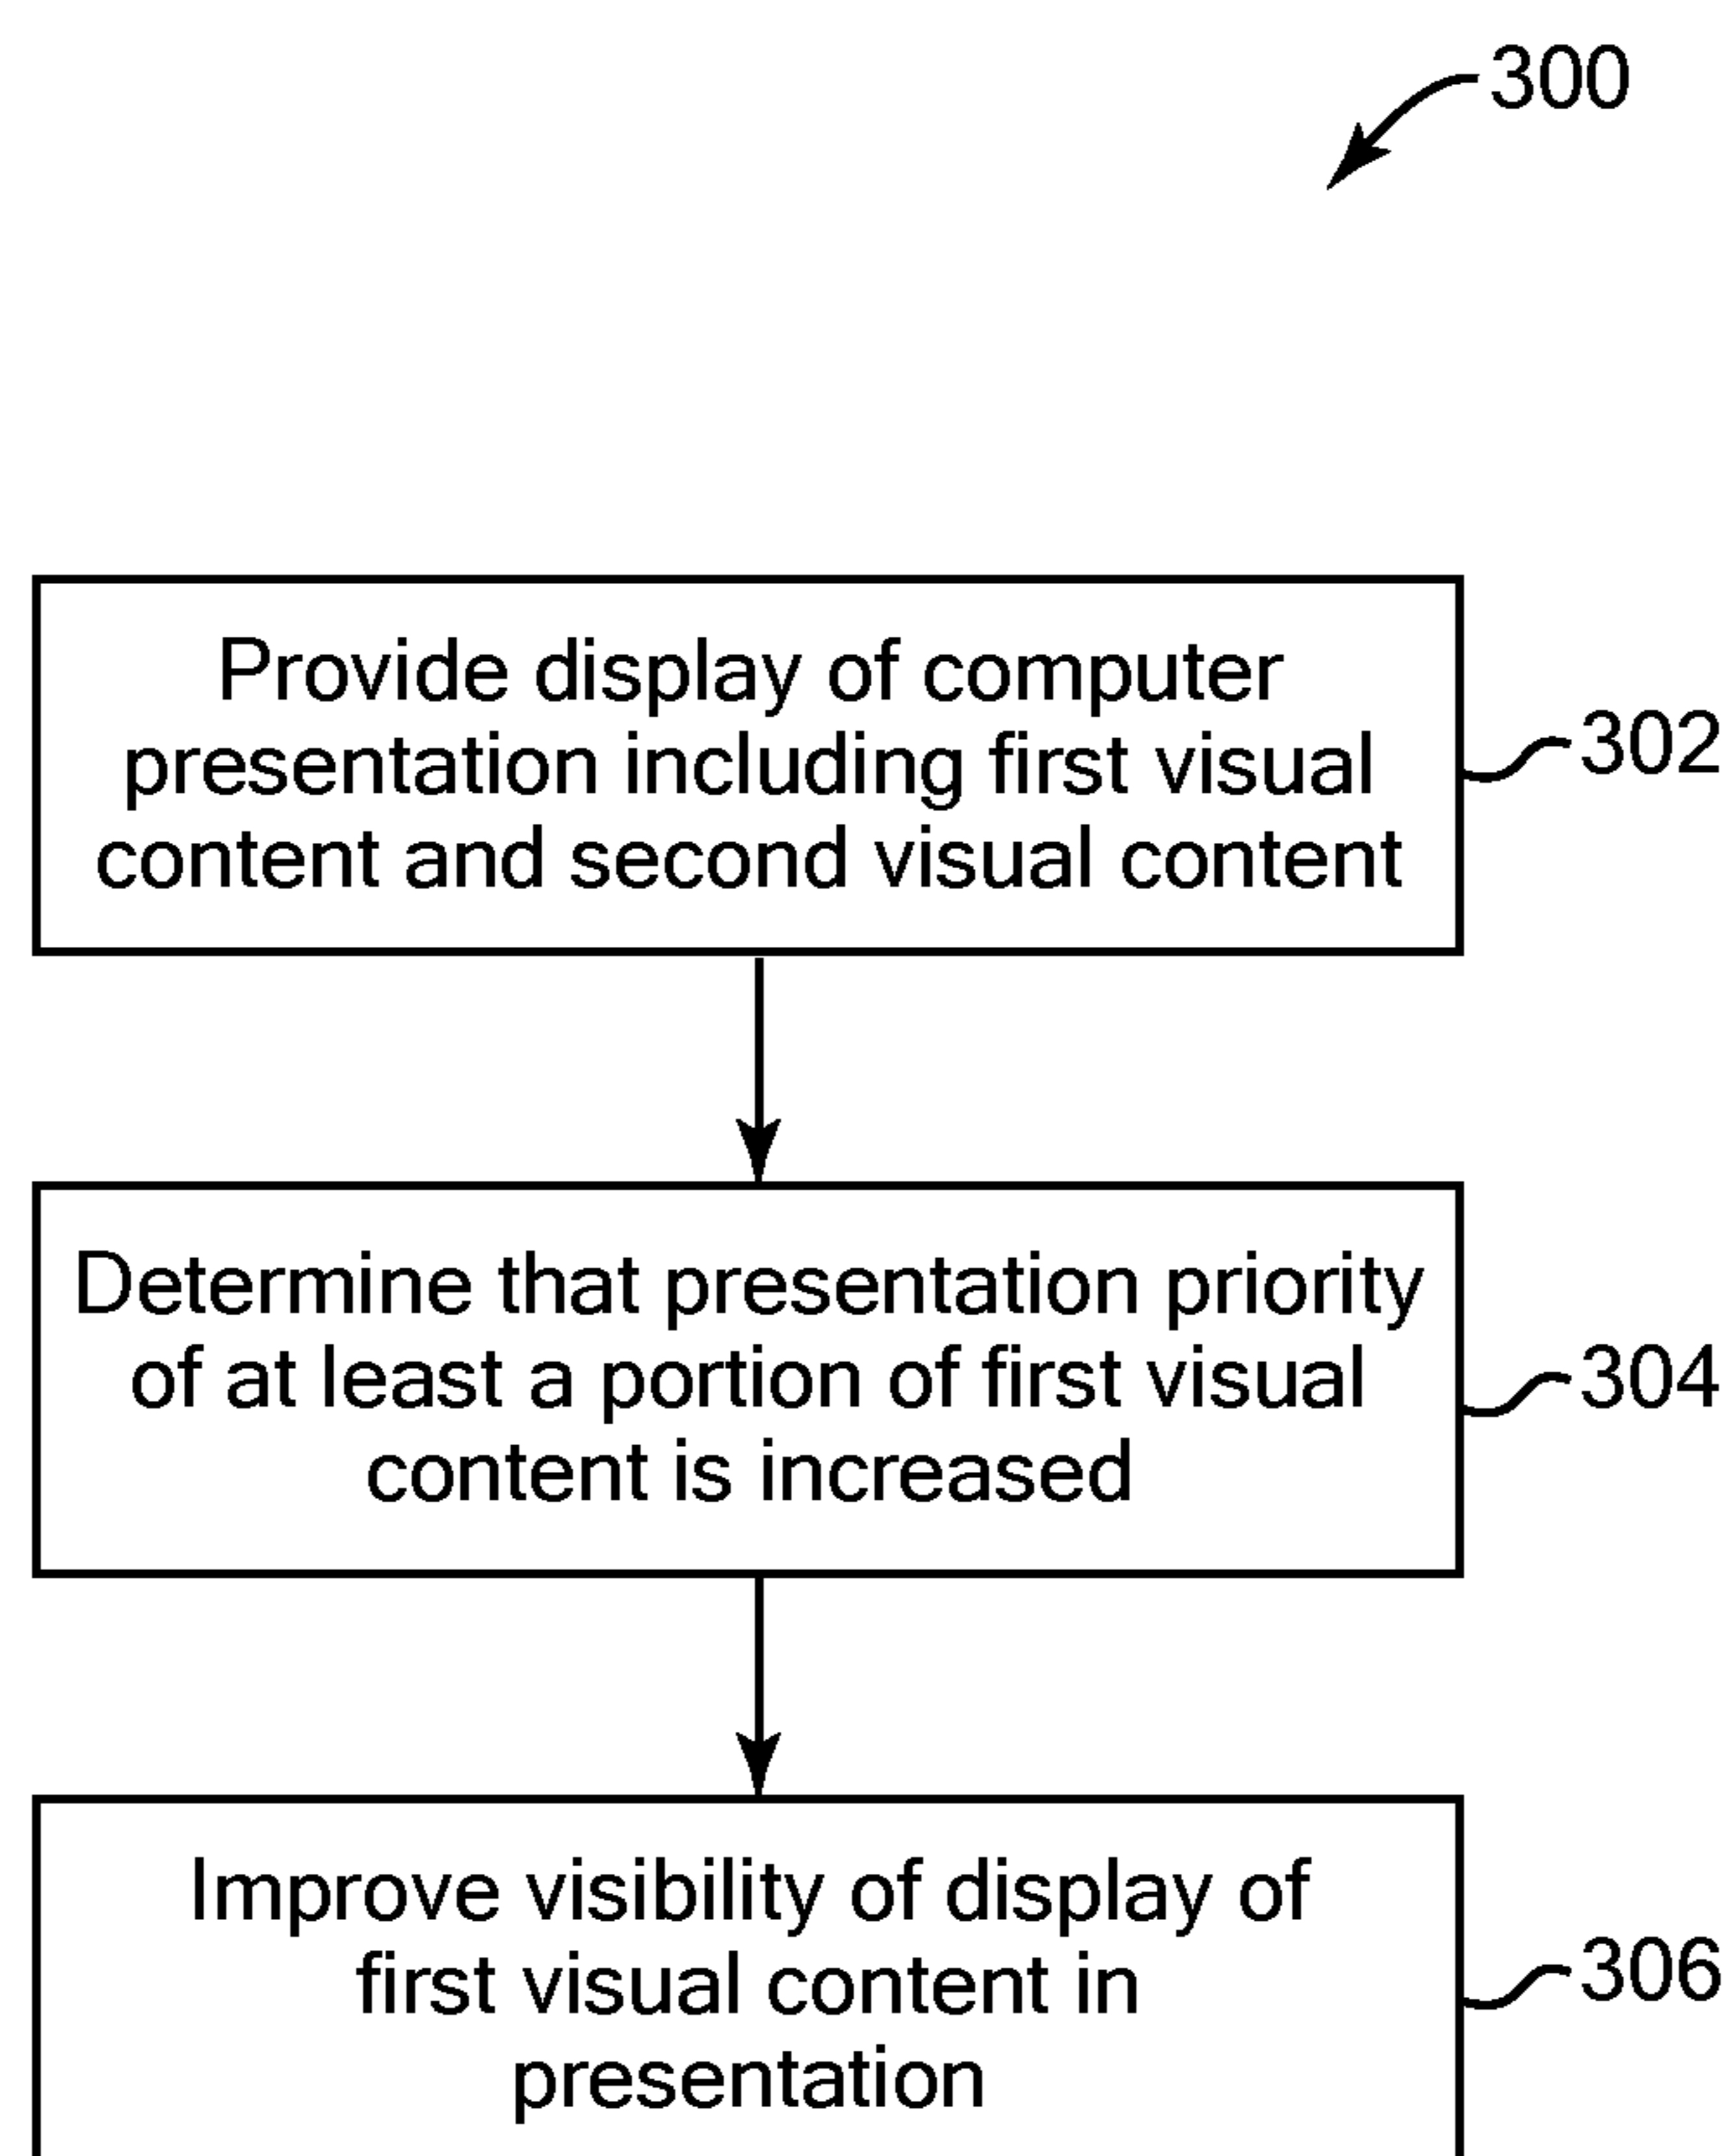 300
Provide display of computer
presentation including first visual
content and second visual content
302
Determine that presentation priority
of at least a portion of first visual
content is increased
304
Improve visibility of display of
first visual content in
presentation
306